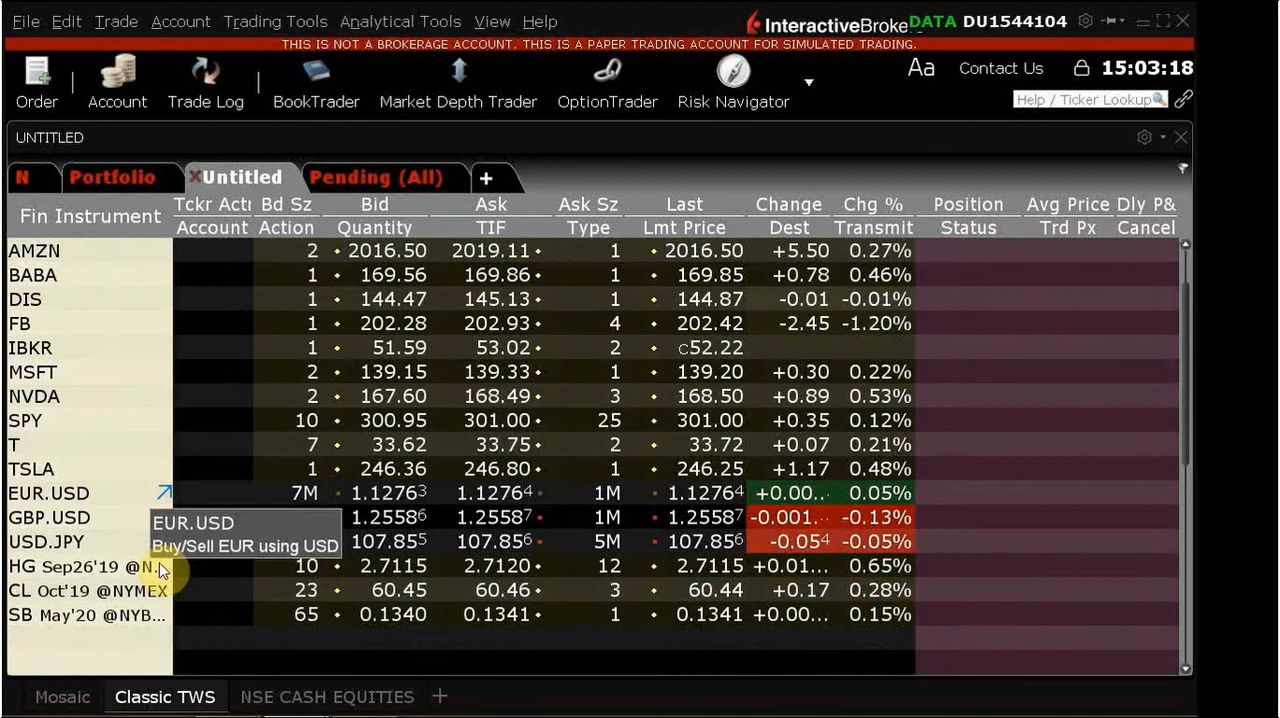 File Edit Trade Account Trading Tools Analytical Tools View Help InteractiveBroke DATA DU1544104
THIS IS NOT A BROKERAGE ACCOUNT. THIS IS A PAPER TRADING ACCOUNT FOR SIMULATED TRADING.
Aa Contact Us 15:03:18
Order Account Trade Log BookTrader Market Depth Trader OptionTrader Risk Navigator Help / Ticker Lookup
UNTITLED
N Portfolio Untitled Pending (All) +
Fin Instrument Tckr Acti Bd Sz Bid Ask Ask Sz Last Change Chg % Position Avg Price Dly P&
Account Action Quantity TIF Type Lmt Price Dest Transmit Status Trd Px Cancel
AMZN 2 2016.50 2019.11 1 2016.50 +5.50 0.27%
BABA 1 169.56 169.86 1 169.85 +0.78 0.46%
DIS 1 144.47 145.13 1 144.87 -0.01 -0.01%
FB 1 202.28 202.93 4 202.42 -2.45 -1.20%
IBKR 1 51.59 53.02 2 C52.22
MSFT 2 139.15 139.33 1 139.20 +0.30 0.22%
NVDA 2 167.60 168.49 3 168.50 +0.89 0.53%
SPY 10 300.95 301.00 25 301.00 +0.35 0.12%
T 7 33.62 33.75 2 33.72 +0.07 0.21%
TSLA 1 246.36 246.80 1 246.25 +1.17 0.48%
EUR.USD 7M 1.12763 1.12764 1M 1.12764 +0.00... 0.05%
GBP.USD 1.25586 1.25587 1M 1.25587 -0.001... -0.13%
USD.JPY 107.855 107.856 5M 107.856 -0.054 -0.05%
EUR.USD
Buy/Sell EUR using USD
HG Sep26'19 @N... 10 2.7115 2.7120 12 2.7115 +0.01... 0.65%
CL Oct'19 @NYMEX 23 60.45 60.46 3 60.44 +0.17 0.28%
SB May'20 @NYB... 65 0.1340 0.1341 1 0.1341 +0.00... 0.15%
Mosaic Classic TWS NSE CASH EQUITIES +